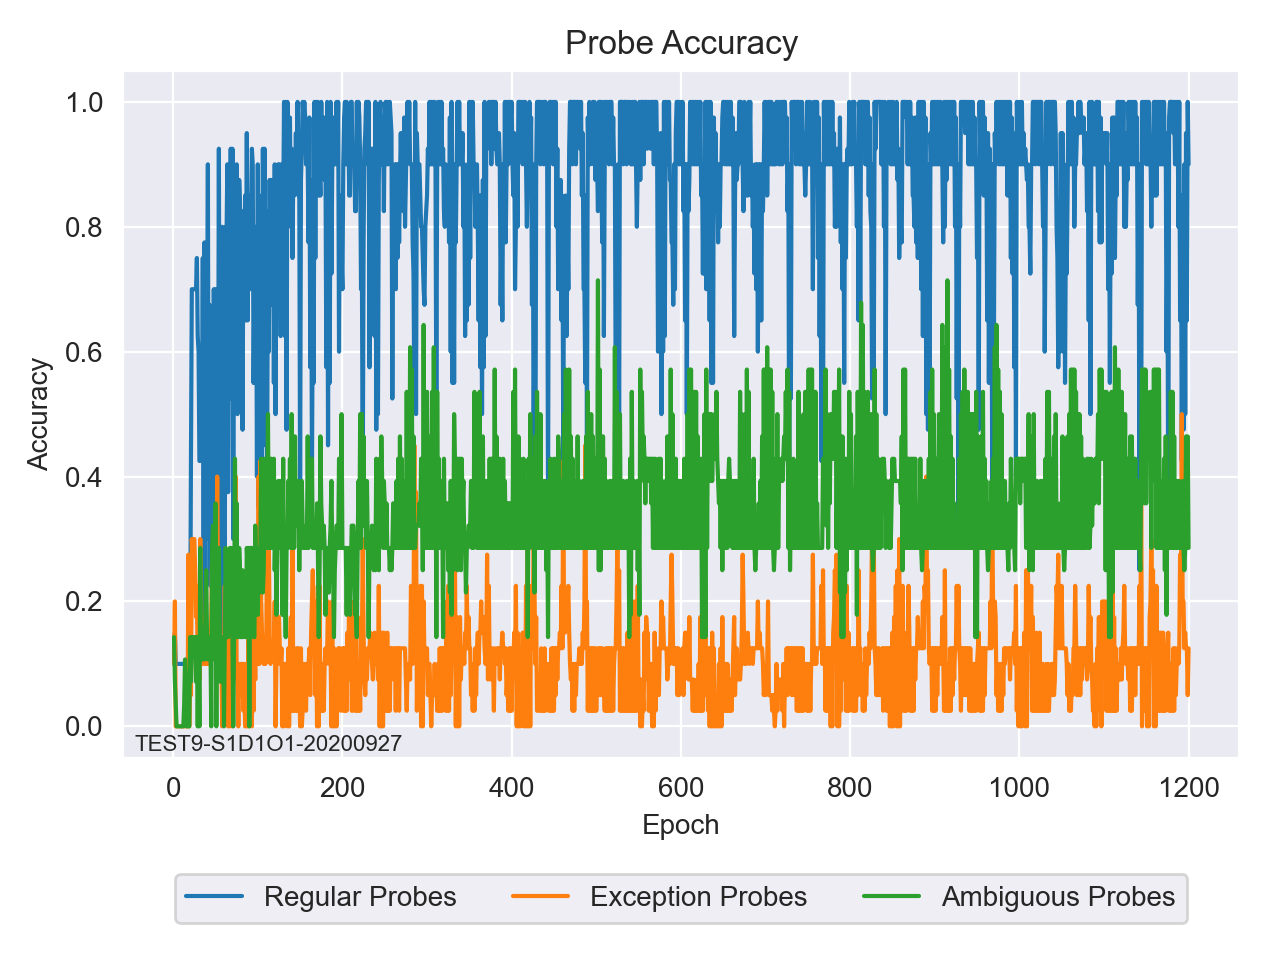 Probe Accuracy
1.0
0.8
0.6
0.4
0.2
0.0
Accuracy
TEST9-S1D1O1-20200927
0 200 400 600 800 1000 1200
Epoch
Regular Probes Exception Probes Ambiguous Probes